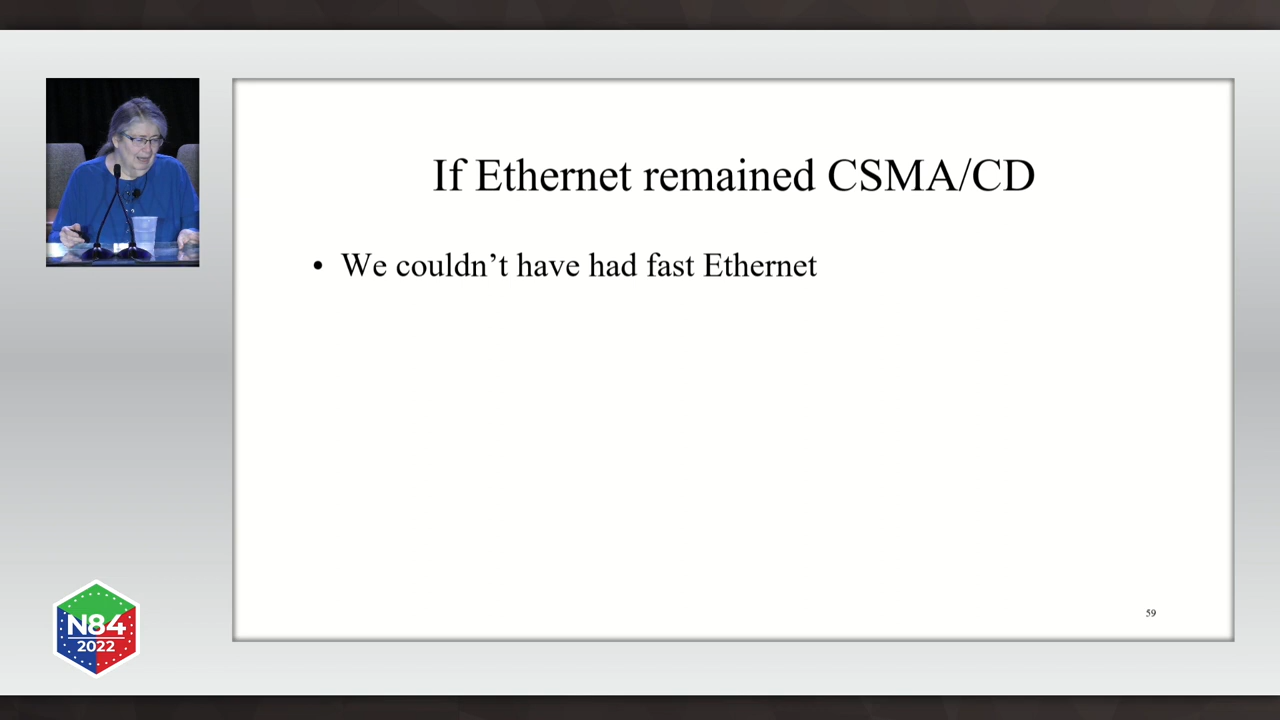 If Ethernet remained CSMA/CD
• We couldn’t have had fast Ethernet
59
N84
2022